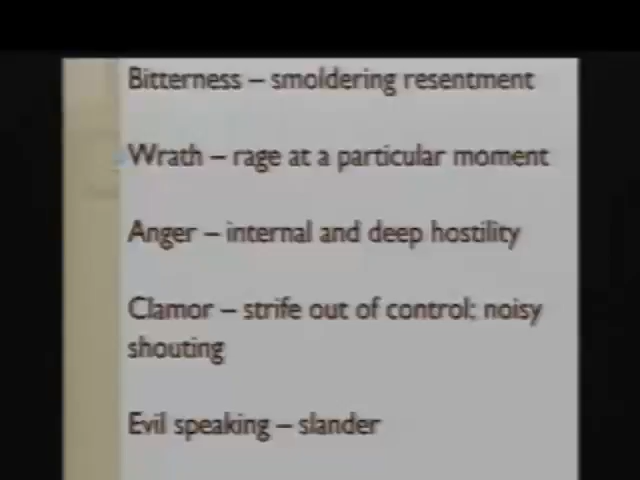 Bitterness – smoldering resentment
Wrath – rage at a particular moment
Anger – internal and deep hostility
Clamor – strife out of control; noisy
shouting
Evil speaking – slander